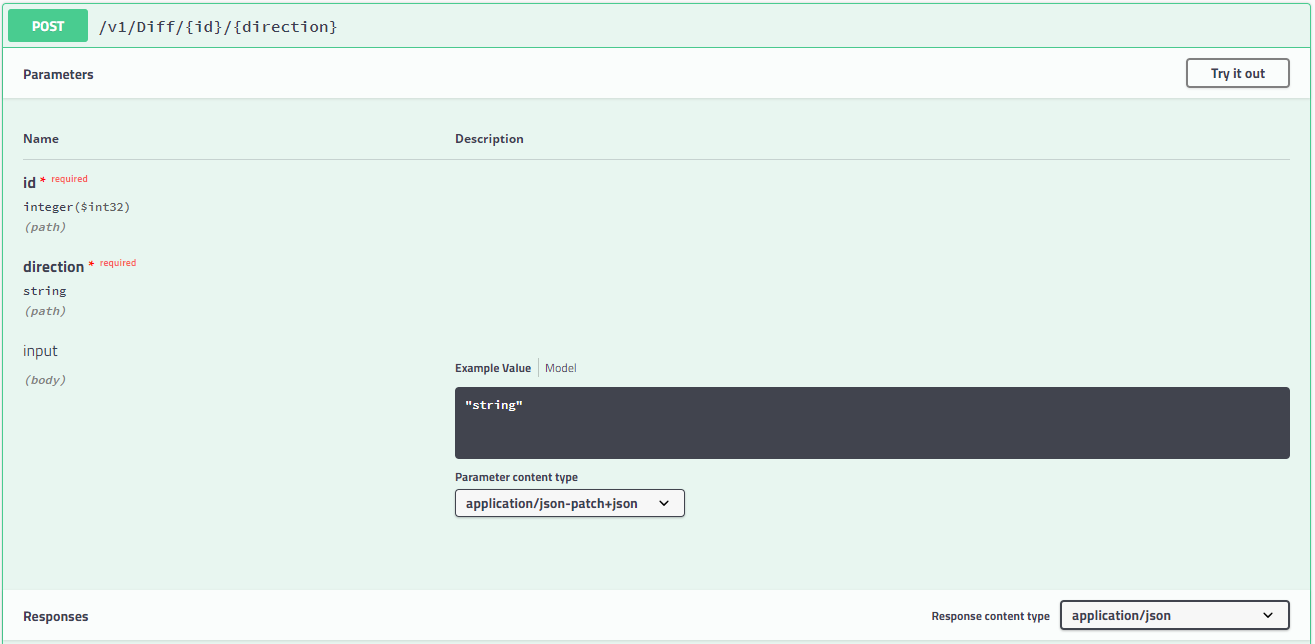 POST /v1/Diff/{id}/{direction}
Parameters Try it out
Name Description
id * required
integer($int32)
(path)
direction * required
string
(path)
input
(body)
Example Value Model
"string"
Parameter content type
application/json-patch+json
Responses Response content type application/json